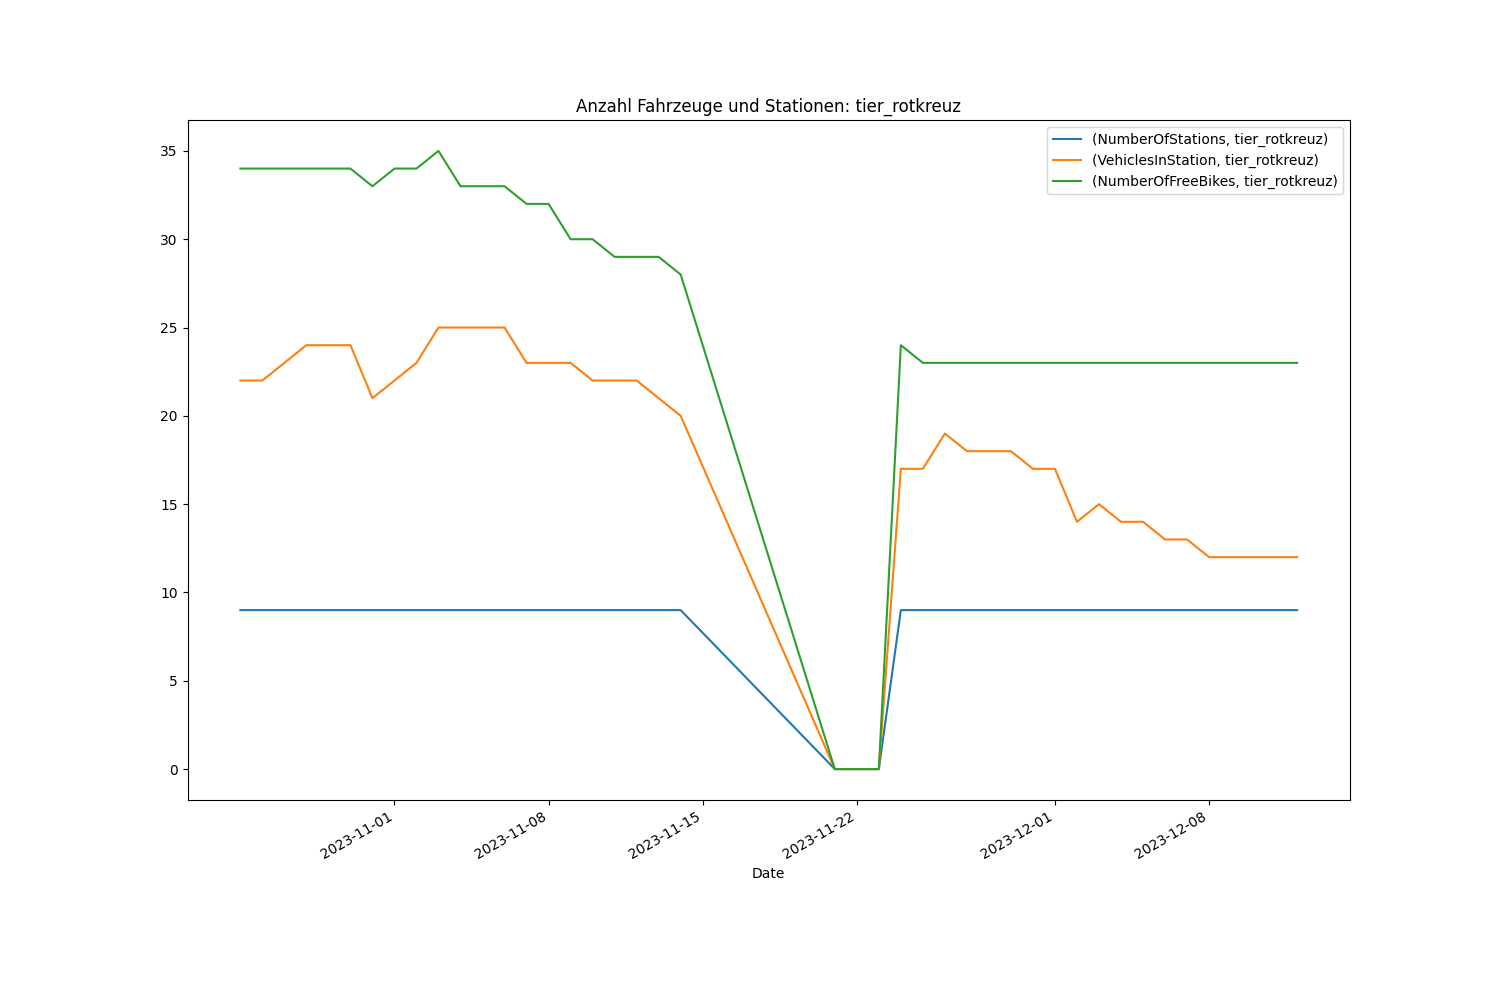 Anzahl Fahrzeuge und Stationen: tier_rotkreuz
(NumberOfStations, tier_rotkreuz)
(VehiclesInStation, tier_rotkreuz)
(NumberOfFreeBikes, tier_rotkreuz)
35
30
25
20
15
10
5
0
2023-11-01
2023-11-08
2023-11-15
2023-11-22
2023-12-01
2023-12-08
Date